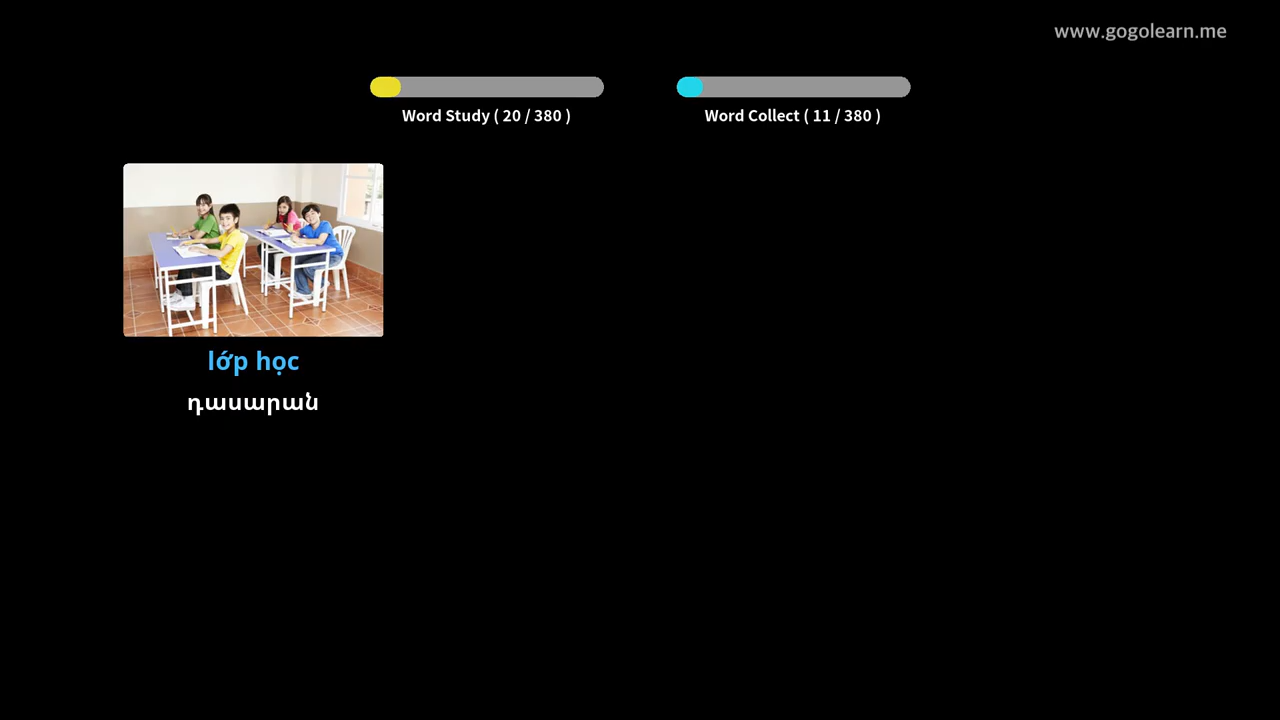 www.gogolearn.me
Word Study ( 20 / 380 )
Word Collect ( 11 / 380 )
lớp học
դասարան